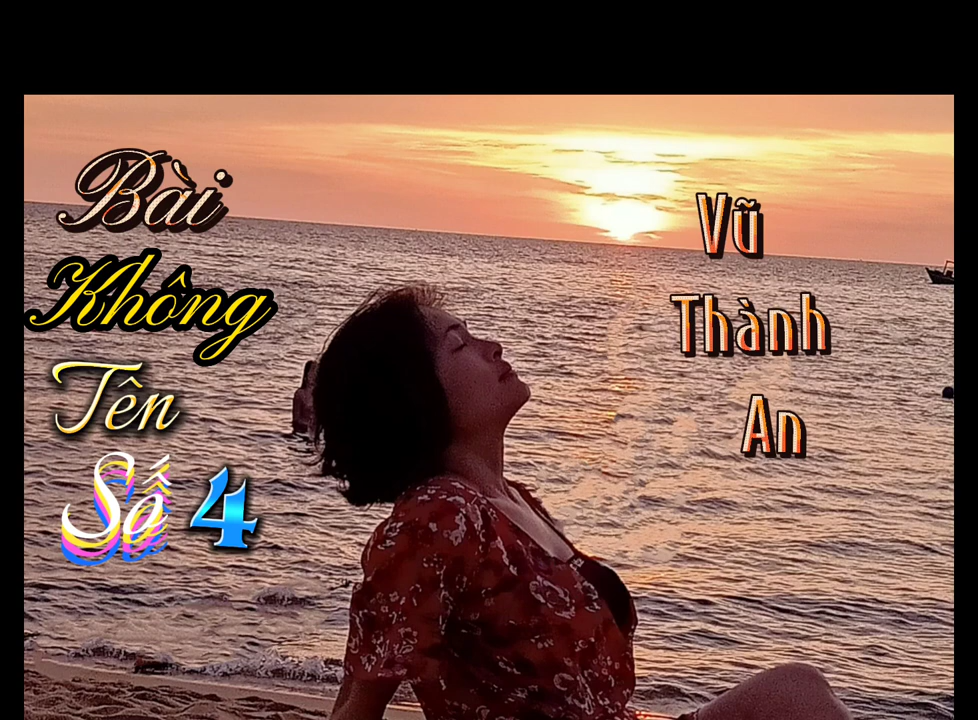 Bài
Không
Tên
Số 4
Vũ
Thành
An